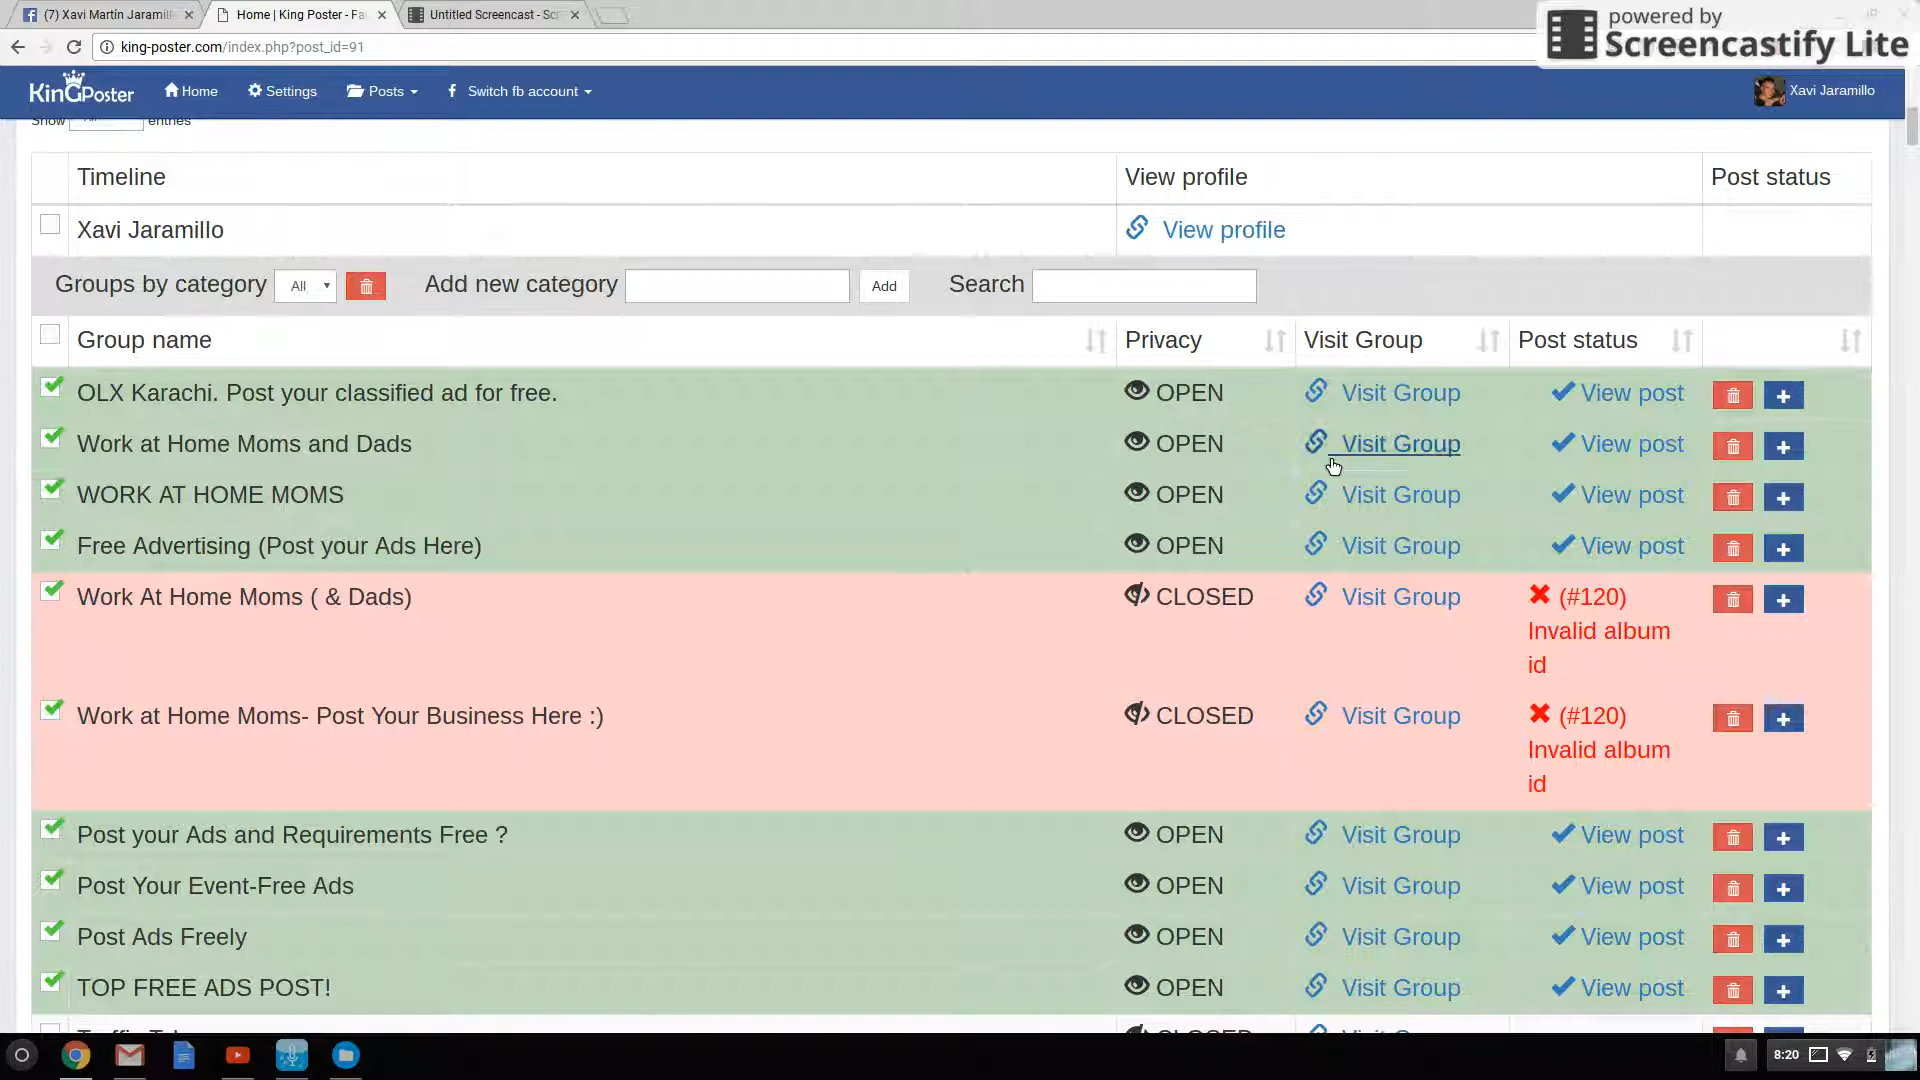 (7) Xavi Martín Jaramill
Home | King Poster - Fa
Untitled Screencast - Scr
powered by
Screencastify Lite
king-poster.com/index.php?post_id=91
KinGPoster
Home
Settings
Posts
Switch fb account
Xavi Jaramillo
Show All entries
Timeline View profile Post status
Xavi Jaramillo View profile
Groups by category All Add new category Add Search
Group name Privacy Visit Group Post status
OLX Karachi. Post your classified ad for free. OPEN Visit Group View post
Work at Home Moms and Dads OPEN Visit Group View post
WORK AT HOME MOMS OPEN Visit Group View post
Free Advertising (Post your Ads Here) OPEN Visit Group View post
Work At Home Moms ( & Dads) CLOSED Visit Group (#120)
Invalid album
id
Work at Home Moms- Post Your Business Here :) CLOSED Visit Group (#120)
Invalid album
id
Post your Ads and Requirements Free ? OPEN Visit Group View post
Post Your Event-Free Ads OPEN Visit Group View post
Post Ads Freely OPEN Visit Group View post
TOP FREE ADS POST! OPEN Visit Group View post
CLOSED Visit Group
8:20